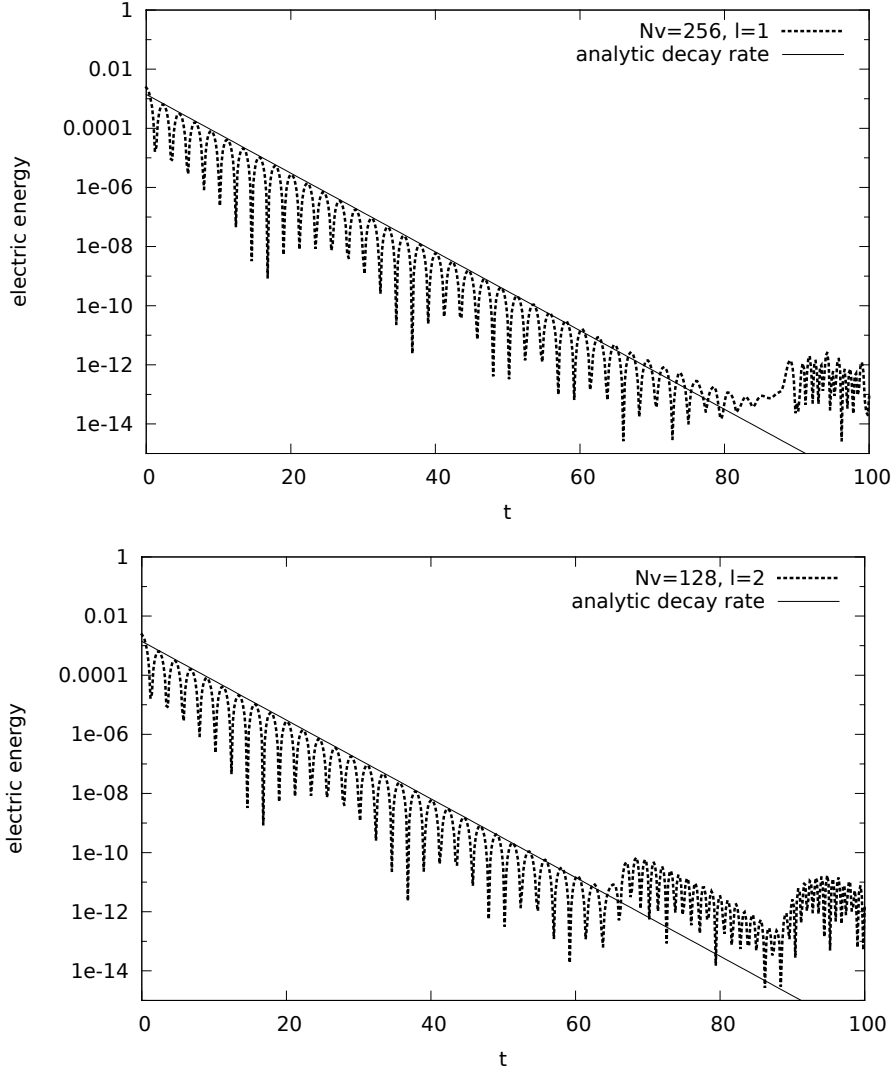 1
0.01
0.0001
1e-06
1e-08
1e-10
1e-12
1e-14
electric energy
Nv=256, l=1
analytic decay rate
0 20 40 60 80 100
t
1
0.01
0.0001
1e-06
1e-08
1e-10
1e-12
1e-14
electric energy
Nv=128, l=2
analytic decay rate
0 20 40 60 80 100
t